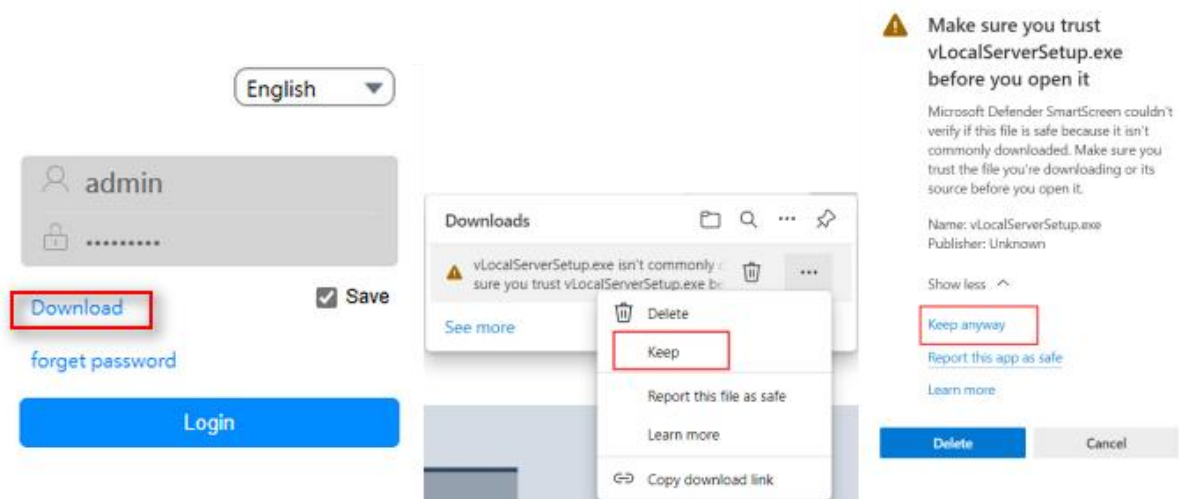 English
admin
Download
Save
forget password
Login
Downloads
vLocalServerSetup.exe isn't commonly
sure you trust vLocalServerSetup.exe
See more
Delete
Keep
Report this file as safe
Learn more
Copy download link
Make sure you trust
vLocalServerSetup.exe
before you open it
Microsoft Defender SmartScreen couldn't
verify if this file is safe because it isn't
commonly downloaded. Make sure you
trust the file you're downloading or its
source before you open it.
Name: vLocalServerSetup.exe
Publisher: Unknown
Show less
Keep anyway
Report this app as safe
Learn more
Delete
Cancel